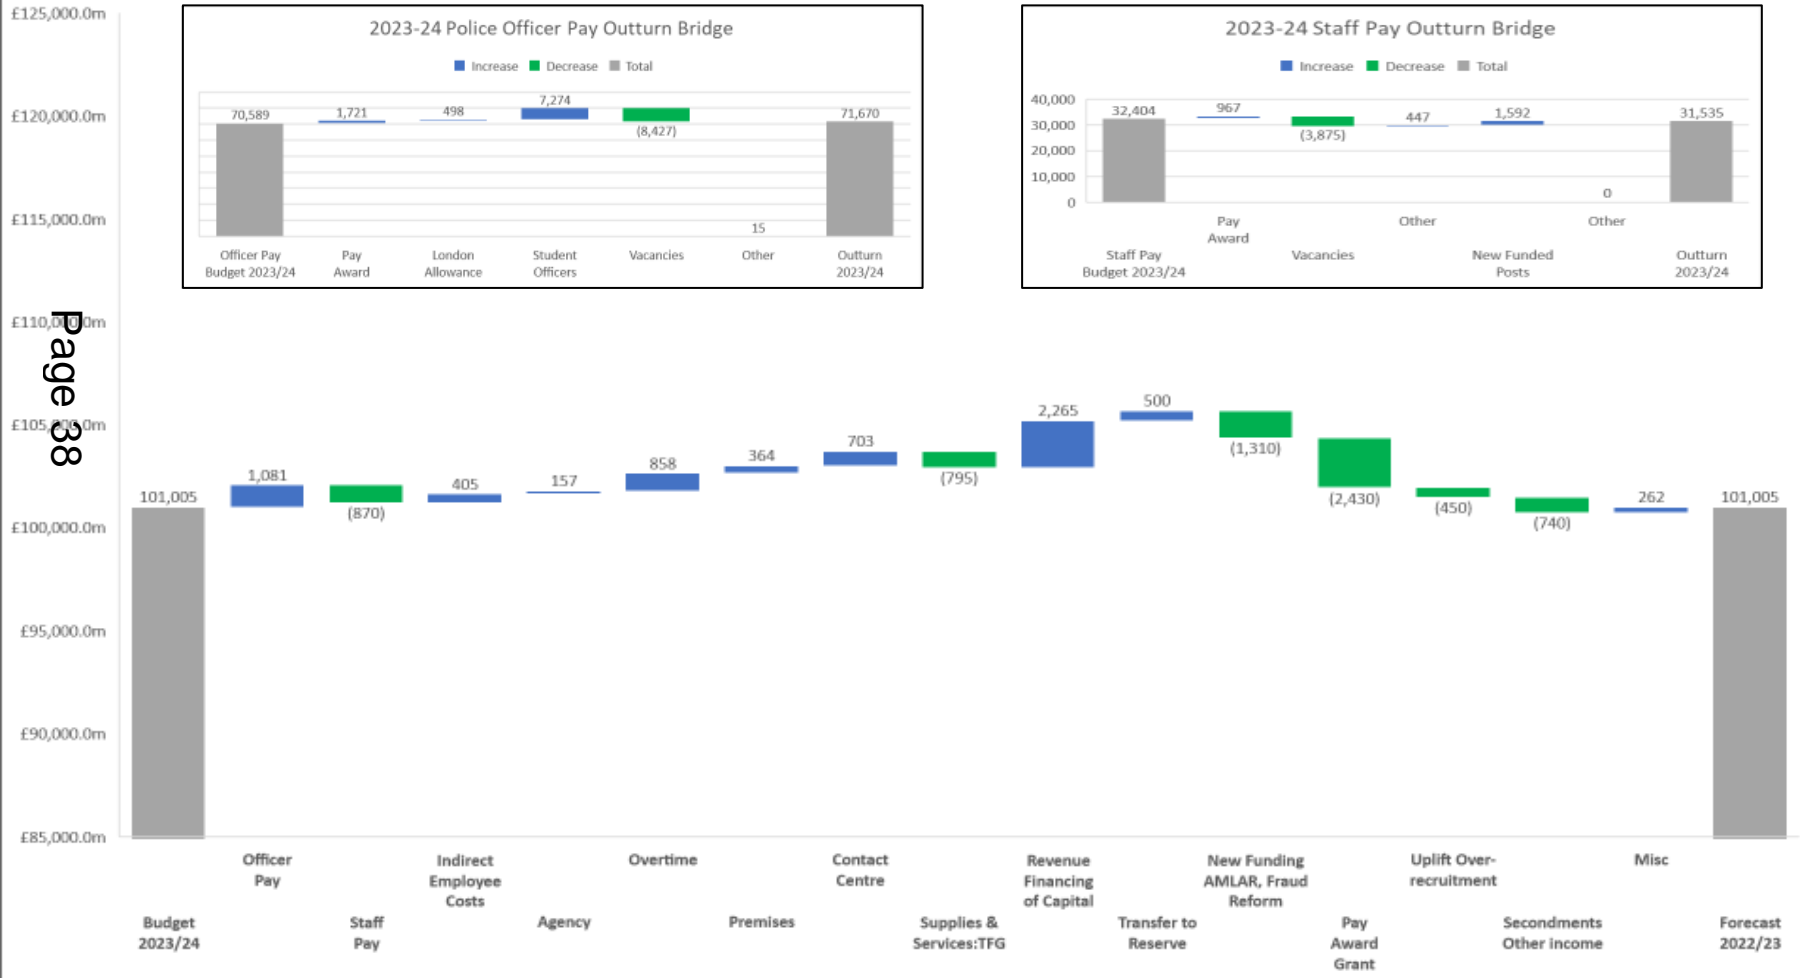 £125,000.0m
£120,000.0m
£115,000.0m
£110,000.0m
£105,000.0m
£100,000.0m
£95,000.0m
£90,000.0m
£85,000.0m
Page 38
2023-24 Police Officer Pay Outturn Bridge
Increase Decrease Total
70,589 1,721 498 7,274 (8,427) 15 71,670
Officer Pay Budget 2023/24
Pay Award
London Allowance
Student Officers
Vacancies
Other
Outturn 2023/24
2023-24 Staff Pay Outturn Bridge
Increase Decrease Total
40,000
30,000
20,000
10,000
0
32,404 967 (3,875) 447 1,592 0 31,535
Staff Pay Budget 2023/24
Pay Award
Vacancies
Other
New Funded Posts
Other
Outturn 2023/24
101,005 1,081 (870) 405 157 858 364 703 (795) 2,265 500 (1,310) (2,430) (450) (740) 262 101,005
Budget 2023/24
Officer Pay
Staff Pay
Indirect Employee Costs
Agency
Overtime
Premises
Contact Centre
Supplies & Services:TFG
Revenue Financing of Capital
Transfer to Reserve
New Funding AMLAR, Fraud Reform
Pay Award Grant
Uplift Over-recruitment
Secondments Other income
Misc
Forecast 2022/23